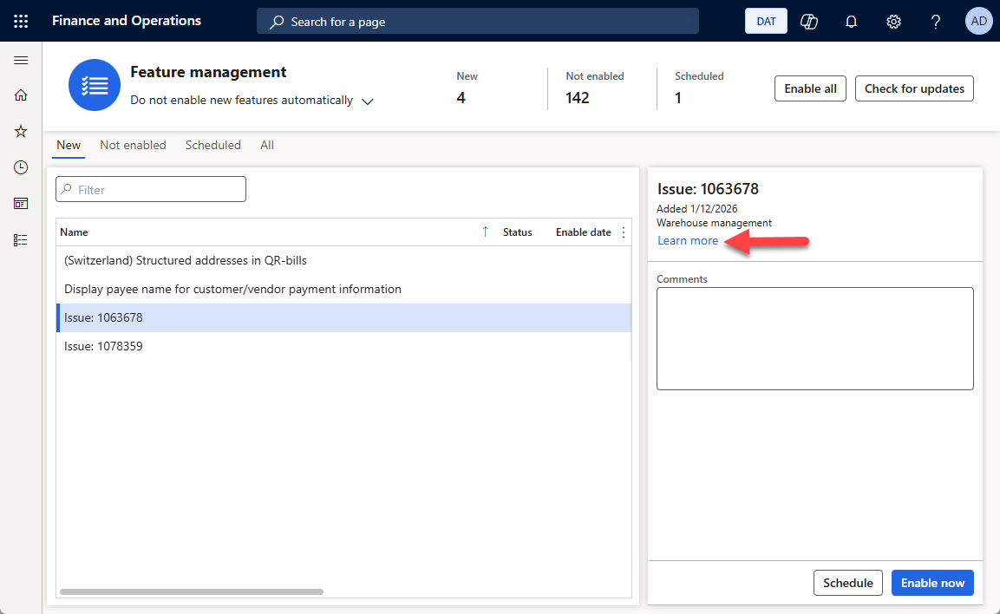 Finance and Operations
Search for a page
DAT
AD
Feature management
Do not enable new features automatically
New
4
Not enabled
142
Scheduled
1
Enable all
Check for updates
New
Not enabled
Scheduled
All
Filter
Name
Status
Enable date
(Switzerland) Structured addresses in QR-bills
Display payee name for customer/vendor payment information
Issue: 1063678
Issue: 1078359
Issue: 1063678
Added 1/12/2026
Warehouse management
Learn more
Comments
Schedule
Enable now